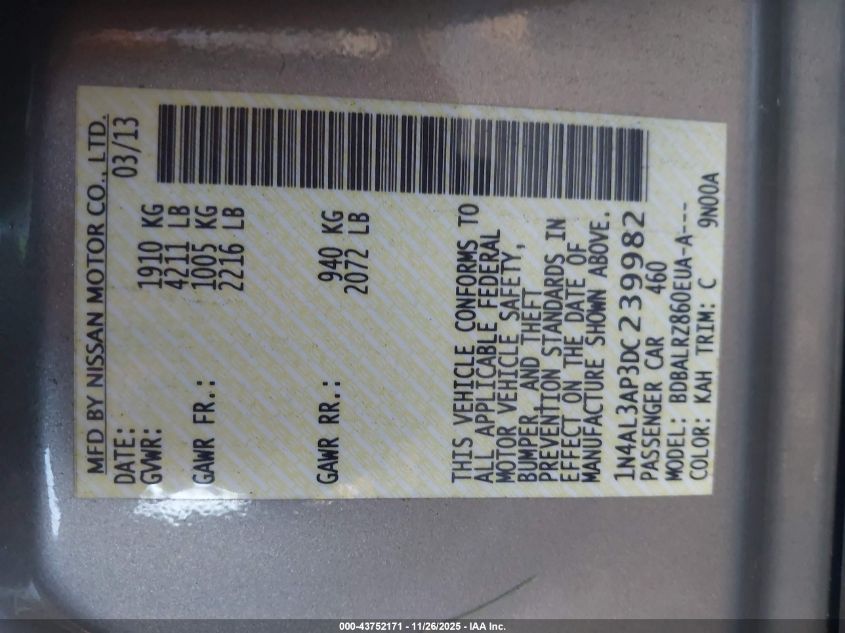 MFD BY NISSAN MOTOR CO., LTD.
DATE: 03/13
GVWR: 1910 KG
4211 LB
GAWR FR.: 1005 KG
2216 LB
GAWR RR.: 940 KG
2072 LB
THIS VEHICLE CONFORMS TO
ALL APPLICABLE FEDERAL
MOTOR VEHICLE SAFETY,
BUMPER, AND THEFT
PREVENTION STANDARDS IN
EFFECT ON THE DATE OF
MANUFACTURE SHOWN ABOVE.
1N4AL3AP3DC239982
PASSENGER CAR 460
MODEL: BDBALRZ860EUA-A---
COLOR: KAH TRIM: C 9N00A
000-43752171 - 11/26/2025 - IAA Inc.